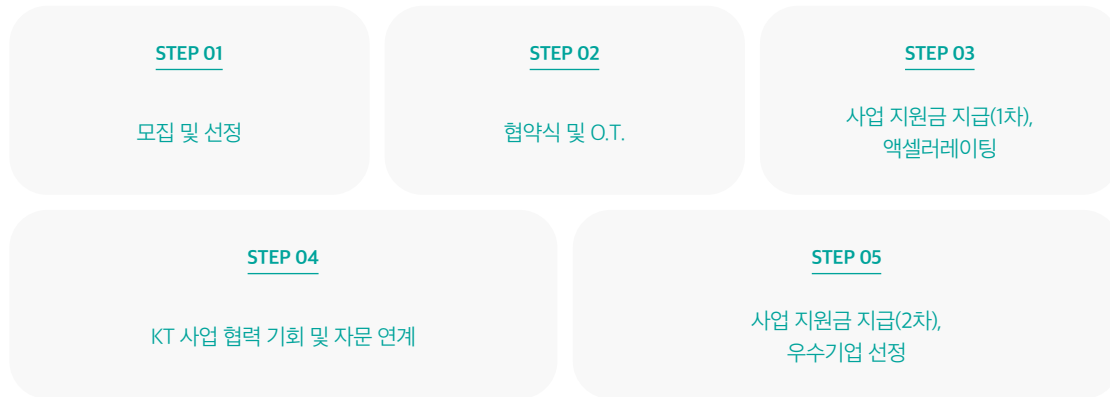 STEP 01
모집 및 선정
STEP 02
협약식 및 O.T.
STEP 03
사업 지원금 지급(1차),
액셀러레이팅
STEP 04
KT 사업 협력 기회 및 자문 연계
STEP 05
사업 지원금 지급(2차),
우수기업 선정